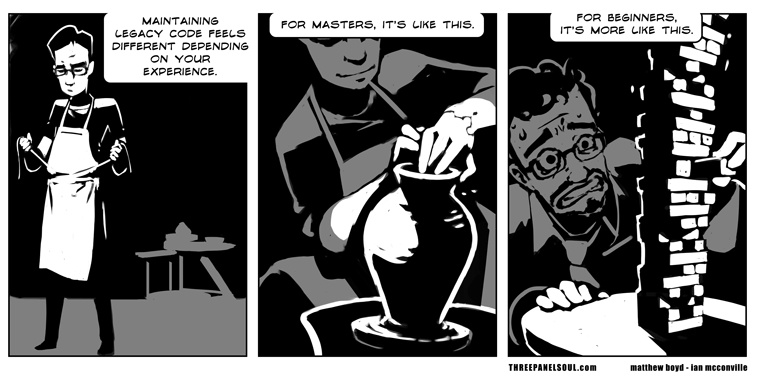 MAINTAINING
LEGACY CODE FEELS
DIFFERENT DEPENDING
ON YOUR
EXPERIENCE.
FOR MASTERS, IT'S LIKE THIS.
FOR BEGINNERS,
IT'S MORE LIKE THIS.
THREEPANELSOUL.com
matthew boyd - ian mcconville